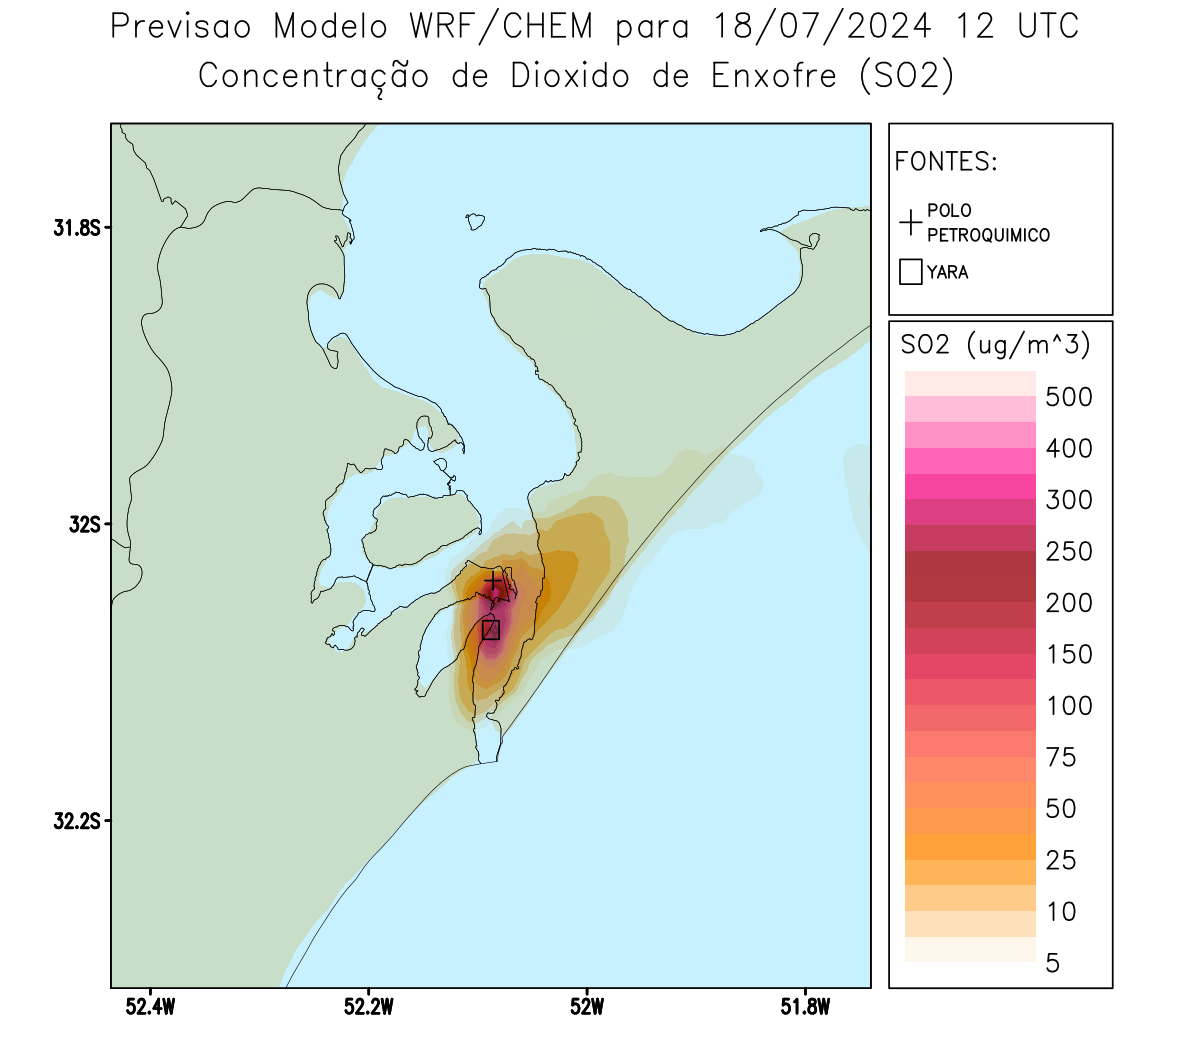 Previsao Modelo WRF/CHEM para 18/07/2024 12 UTC
Concentração de Dioxido de Enxofre (SO2)
FONTES:
POLO
PETROQUIMICO
YARA
31.8S
32S
32.2S
52.4W
52.2W
52W
51.8W
SO2 (ug/m^3)
500
400
300
250
200
150
100
75
50
25
10
5